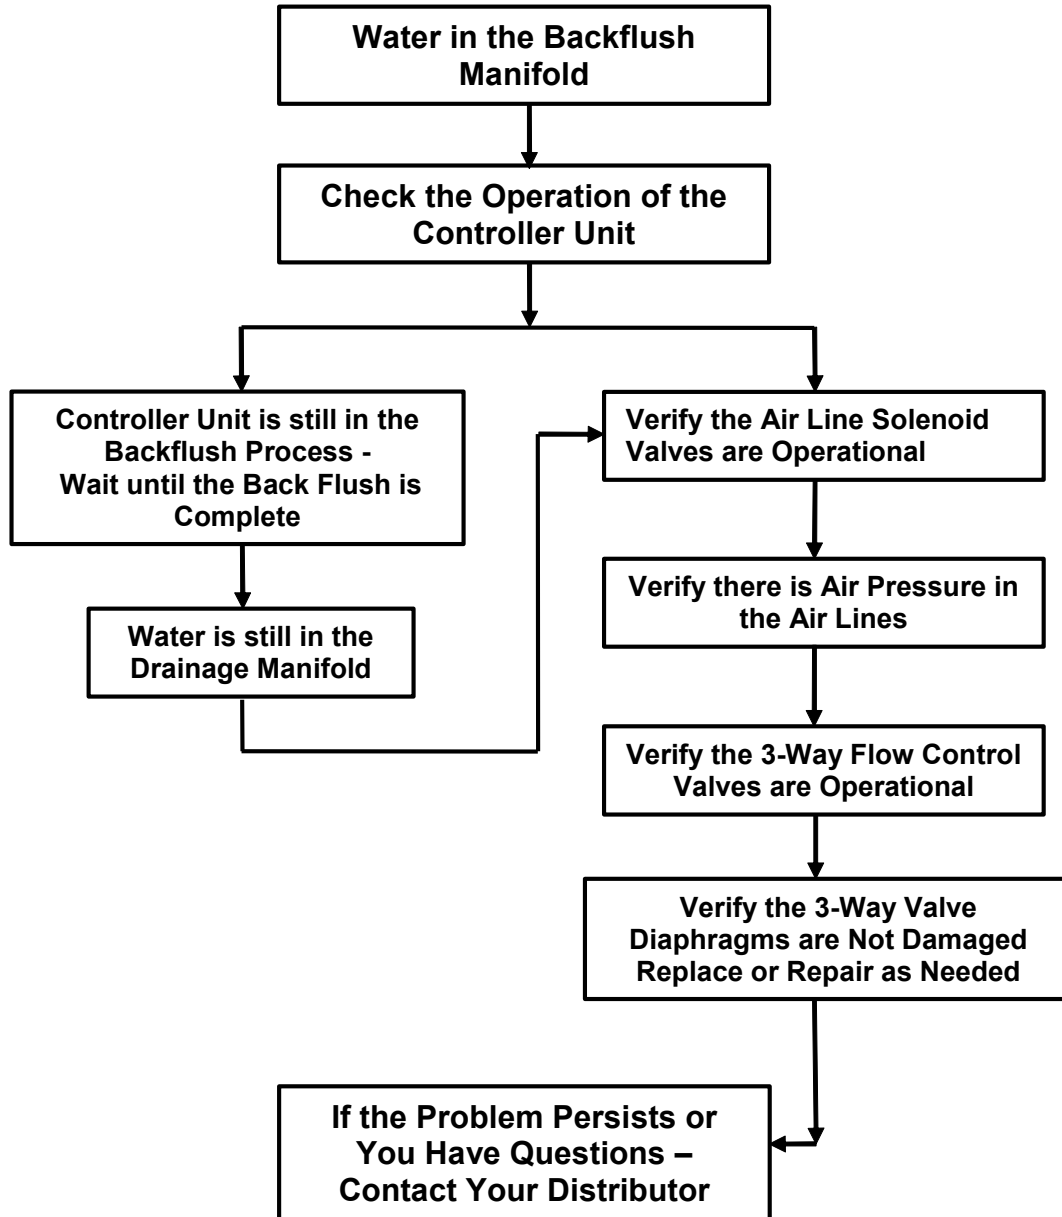 Water in the Backflush
Manifold
Check the Operation of the
Controller Unit
Controller Unit is still in the
Backflush Process -
Wait until the Back Flush is
Complete
Water is still in the
Drainage Manifold
Verify the Air Line Solenoid
Valves are Operational
Verify there is Air Pressure in
the Air Lines
Verify the 3-Way Flow Control
Valves are Operational
Verify the 3-Way Valve
Diaphragms are Not Damaged
Replace or Repair as Needed
If the Problem Persists or
You Have Questions –
Contact Your Distributor